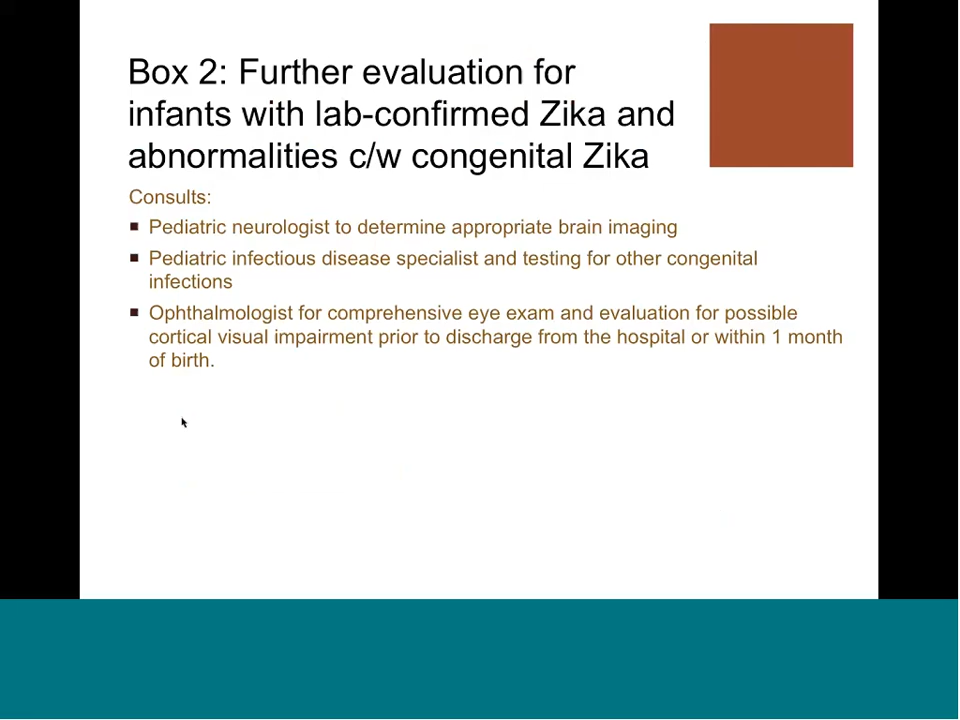 Box 2: Further evaluation for
infants with lab-confirmed Zika and
abnormalities c/w congenital Zika
Consults:
Pediatric neurologist to determine appropriate brain imaging
Pediatric infectious disease specialist and testing for other congenital
infections
Ophthalmologist for comprehensive eye exam and evaluation for possible
cortical visual impairment prior to discharge from the hospital or within 1 month
of birth.